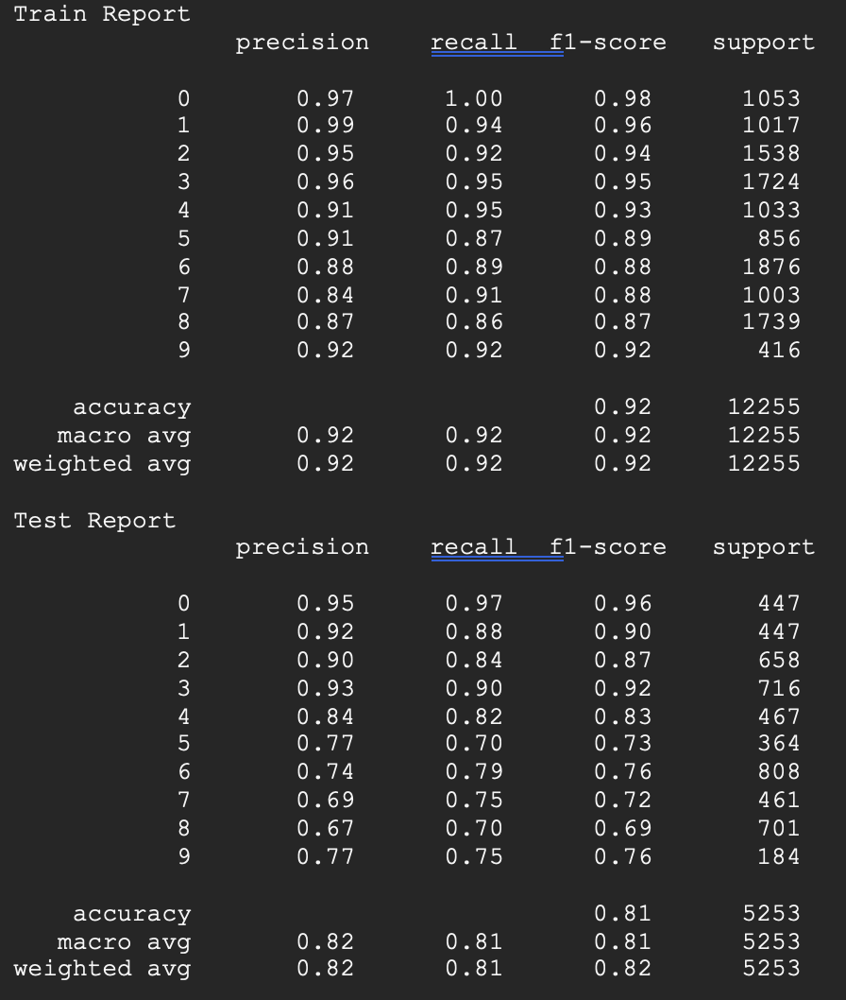 Train Report
precision recall f1-score support
0 0.97 1.00 0.98 1053
1 0.99 0.94 0.96 1017
2 0.95 0.92 0.94 1538
3 0.96 0.95 0.95 1724
4 0.91 0.95 0.93 1033
5 0.91 0.87 0.89 856
6 0.88 0.89 0.88 1876
7 0.84 0.91 0.88 1003
8 0.87 0.86 0.87 1739
9 0.92 0.92 0.92 416
accuracy 0.92 12255
macro avg 0.92 0.92 0.92 12255
weighted avg 0.92 0.92 0.92 12255
Test Report
precision recall f1-score support
0 0.95 0.97 0.96 447
1 0.92 0.88 0.90 447
2 0.90 0.84 0.87 658
3 0.93 0.90 0.92 716
4 0.84 0.82 0.83 467
5 0.77 0.70 0.73 364
6 0.74 0.79 0.76 808
7 0.69 0.75 0.72 461
8 0.67 0.70 0.69 701
9 0.77 0.75 0.76 184
accuracy 0.81 5253
macro avg 0.82 0.81 0.81 5253
weighted avg 0.82 0.81 0.82 5253